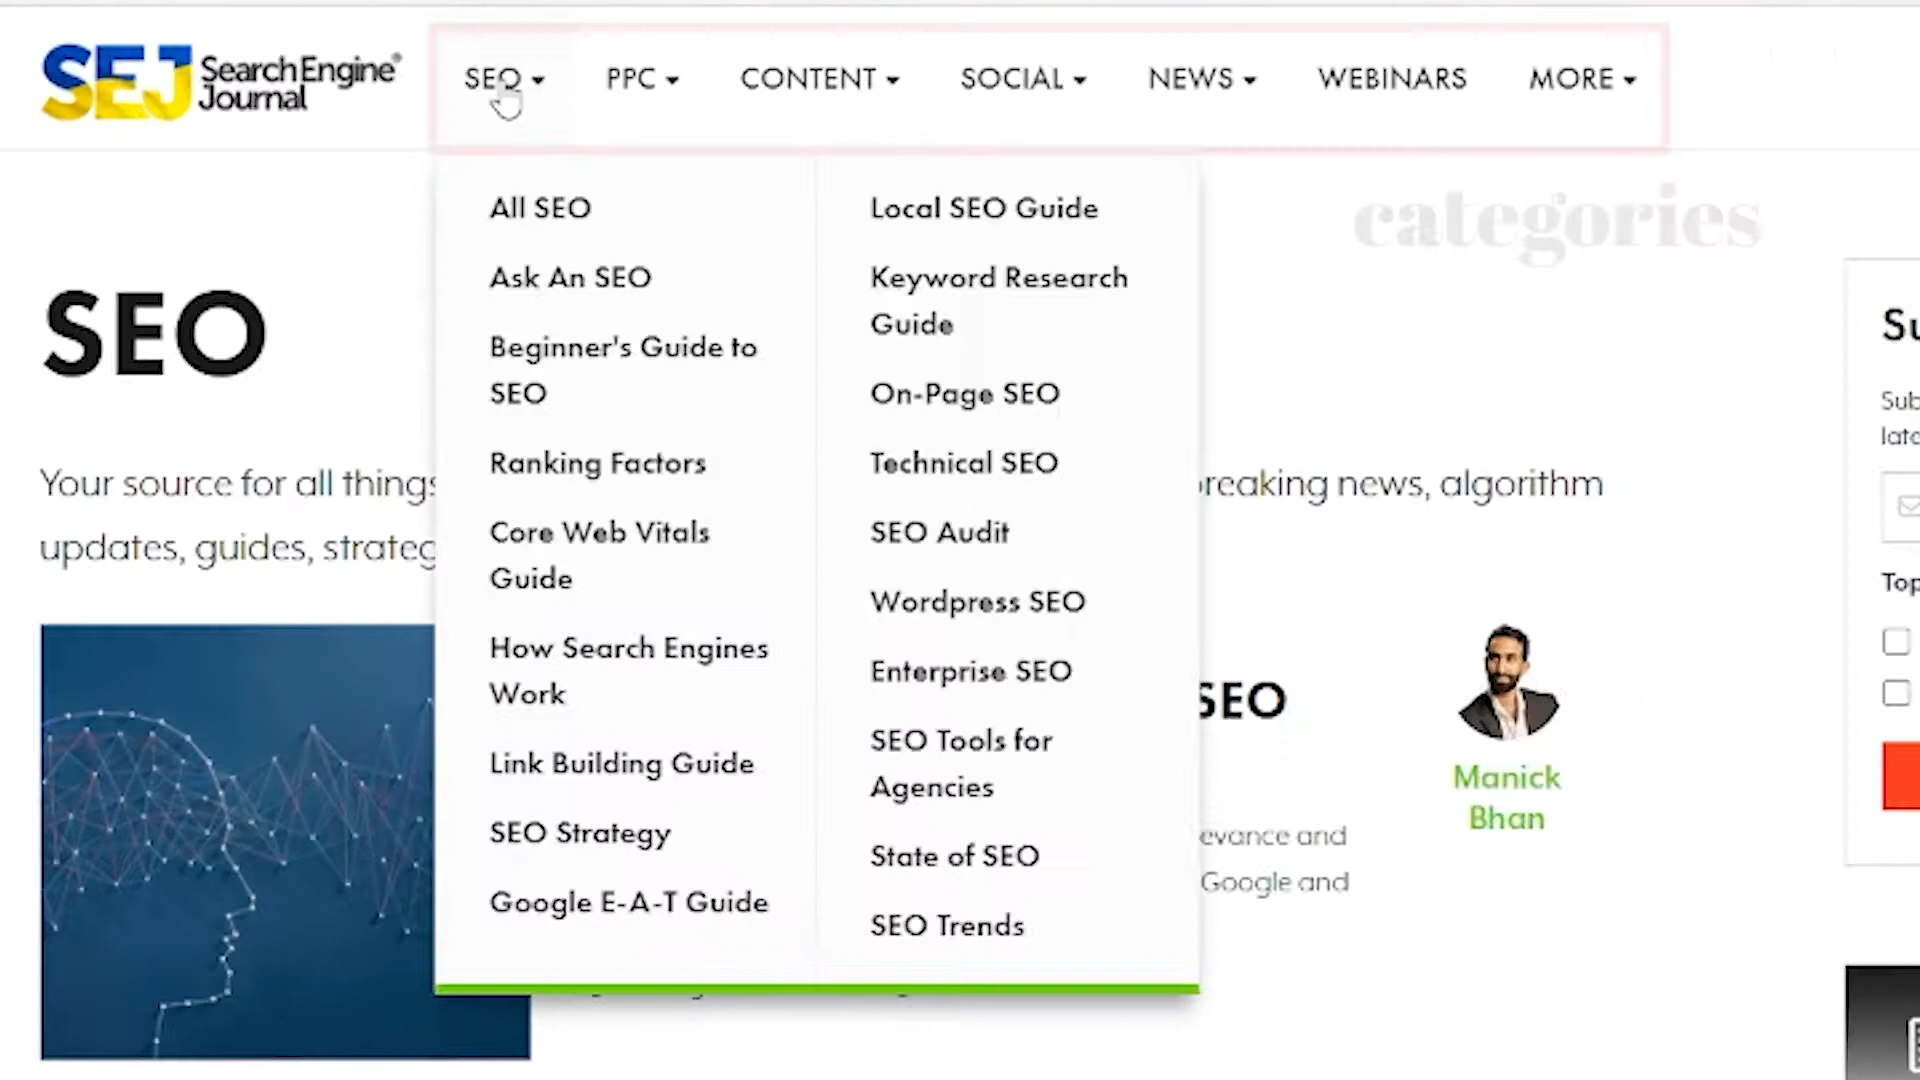 SEJ Search Engine Journal®
SEO PPC CONTENT SOCIAL NEWS WEBINARS MORE
categories
All SEO
Ask An SEO
Beginner's Guide to
SEO
Ranking Factors
Core Web Vitals
Guide
How Search Engines
Work
Link Building Guide
SEO Strategy
Google E-A-T Guide
Local SEO Guide
Keyword Research
Guide
On-Page SEO
Technical SEO
SEO Audit
Wordpress SEO
Enterprise SEO
SEO Tools for
Agencies
State of SEO
SEO Trends
SEO
Your source for all things reaking news, algorithm
updates, guides, strateg
SEO
evance and
Google and
Manick
Bhan
Su
Sub
late
Top